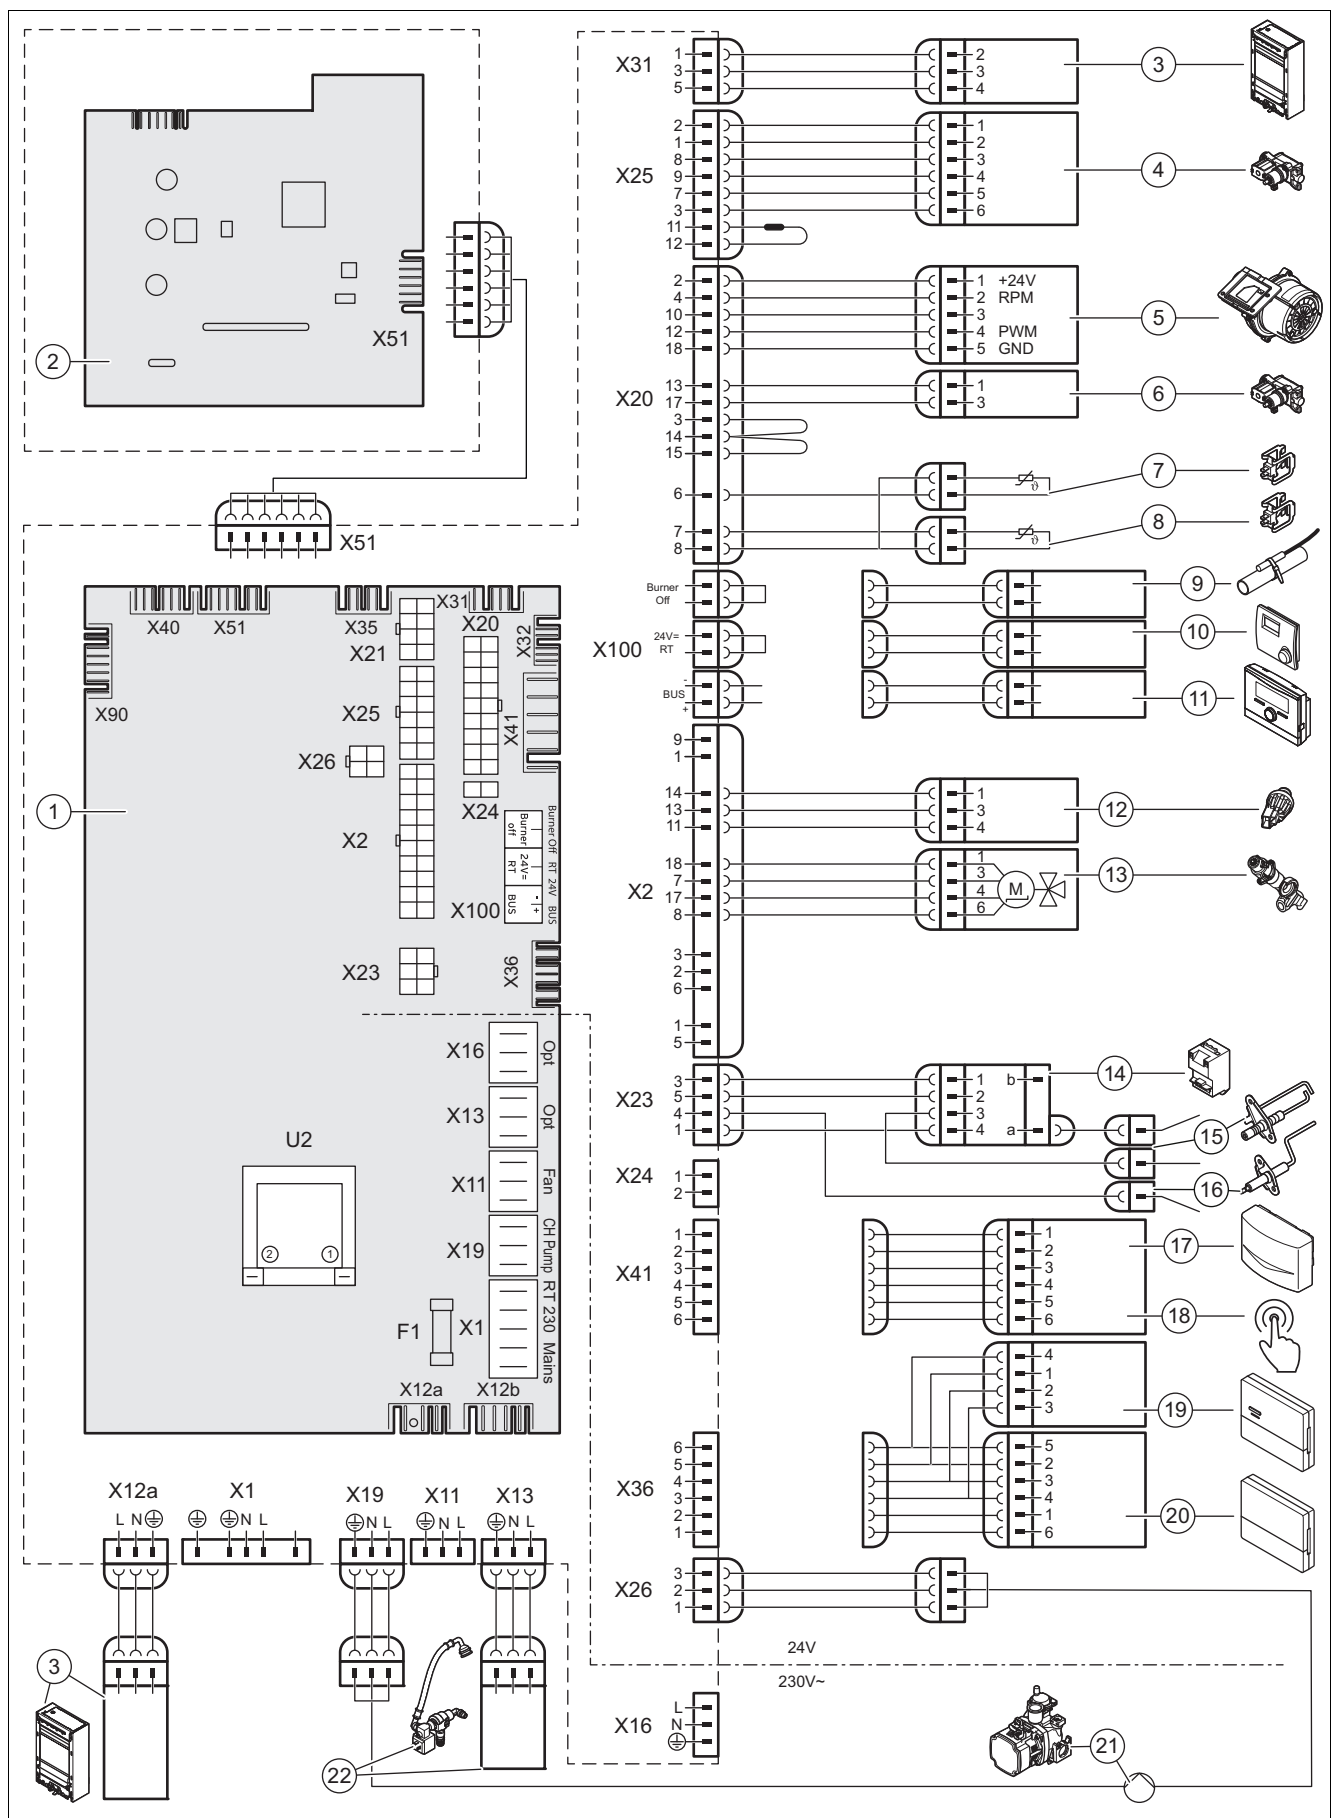 X31
1
3
5
2
3
4
3
X25
2
1
8
9
7
3
11
12
1
2
3
4
5
6
4
X51
2
X20
2
4
10
12
18
1 +24V
2 RPM
3
4 PWM
5 GND
5
13
17
3
14
15
1
3
6
6
7
8
ϑ
7
ϑ
8
X51
X100
Burner
Off
9
24V=
RT
10
-
BUS
+
11
X40
X51
X35
X31
X20
X32
X21
X90
X25
X41
X26
X24
1
X2
Burner
off
24V=
RT
BUS
-
+
Burner Off RT 24V BUS
X100
X23
X36
X16
Opt
X13
Opt
U2
X11
Fan
2
1
X19
CH Pump
F1
X1
RT 230 Mains
X12a
X12b
X2
9
1
14
13
11
1
3
4
12
18
7
17
8
1
3
4
6
M
13
3
2
6
1
5
X23
3
5
4
1
1
2
3
4
b
a
14
15
16
X24
1
2
X41
1
2
3
4
5
6
1
2
3
4
5
6
17
18
4
1
2
3
19
X36
6
5
4
3
2
1
5
2
3
4
1
6
20
X12a
L N
X1
N L
X19
N L
X11
N L
X13
N L
X26
3
2
1
24V
230V~
3
22
X16
L
N
21